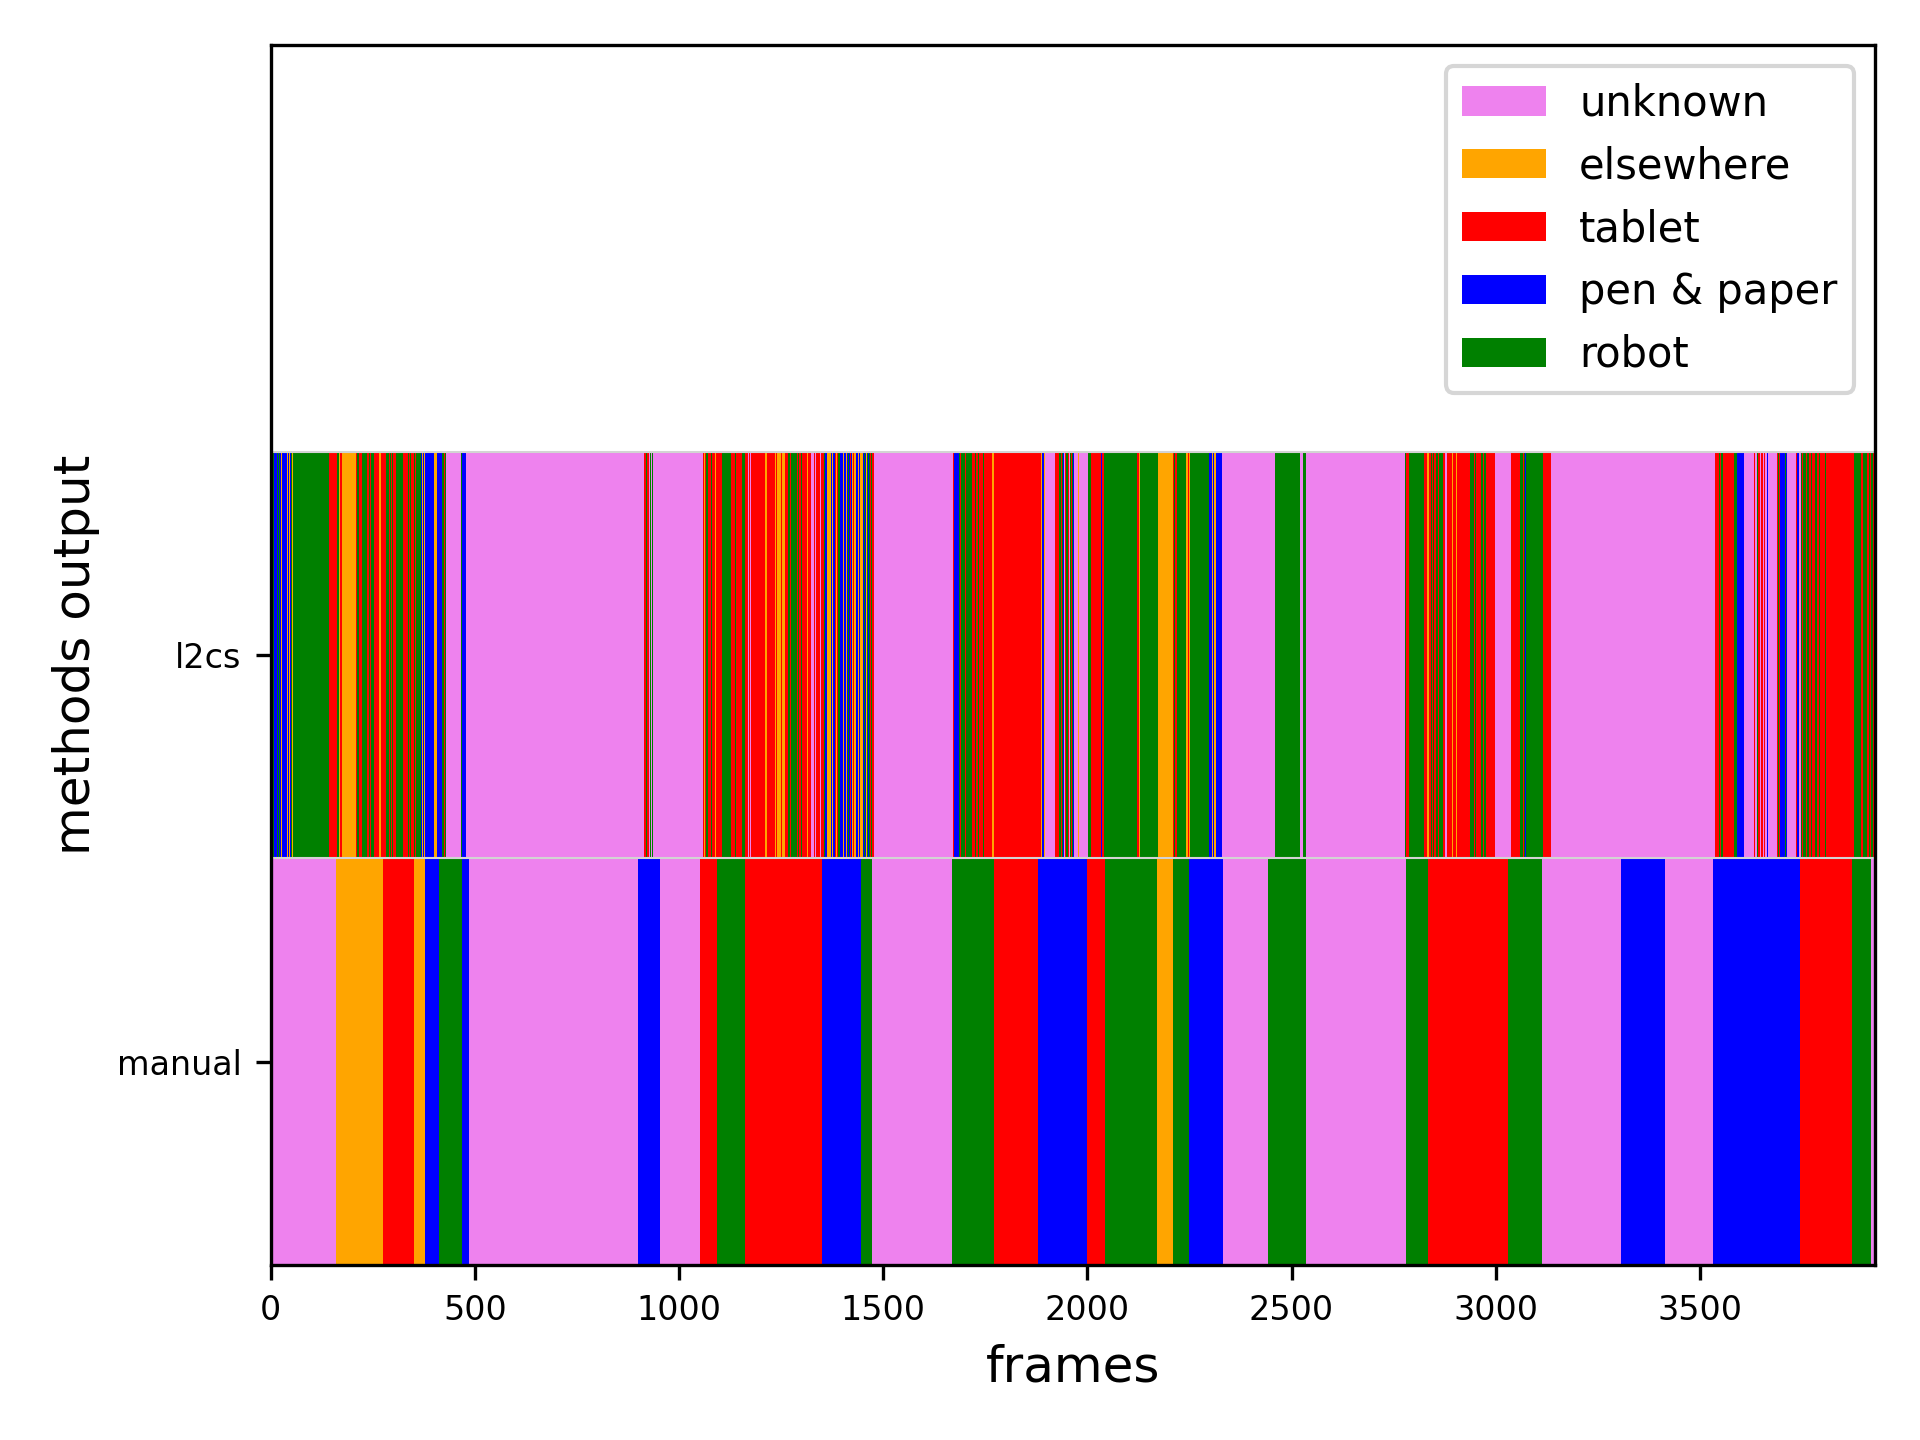 unknown
elsewhere
tablet
pen & paper
robot
methods output
l2cs
manual
0 500 1000 1500 2000 2500 3000 3500
frames